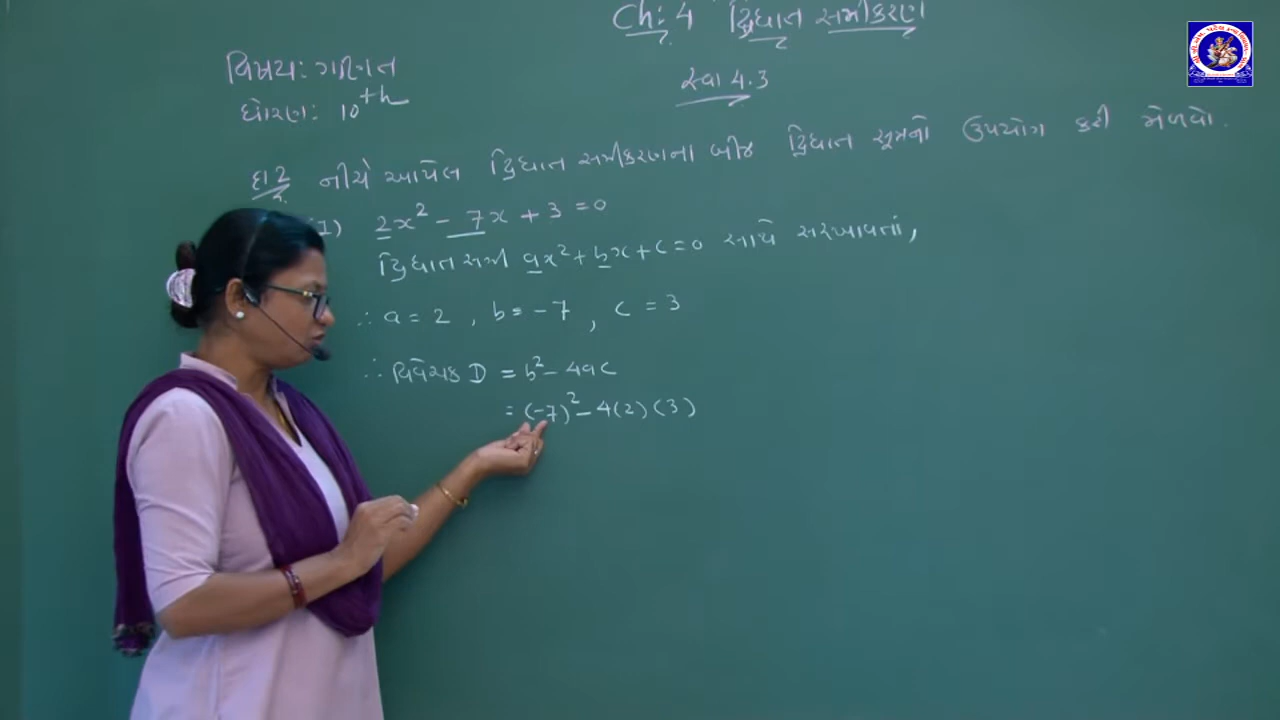 Ch: 4 દ્વિઘાત સમીકરણ
વિષય: ગણિત
ધોરણ: 10th
સ્વા 4.3
દા 2 નીચે આપેલ દ્વિઘાત સમીકરણના બીજ દ્વિઘાત સૂત્રનો ઉપયોગ કરી મેળવો.
(1) 2x² - 7x + 3 = 0
દ્વિઘાત સમી ax² + bx + c = 0 સાથે સરખાવતાં,
∴ a = 2 , b = -7 , c = 3
∴ વિવેચક D = b² - 4ac
= (-7)² - 4(2)(3)